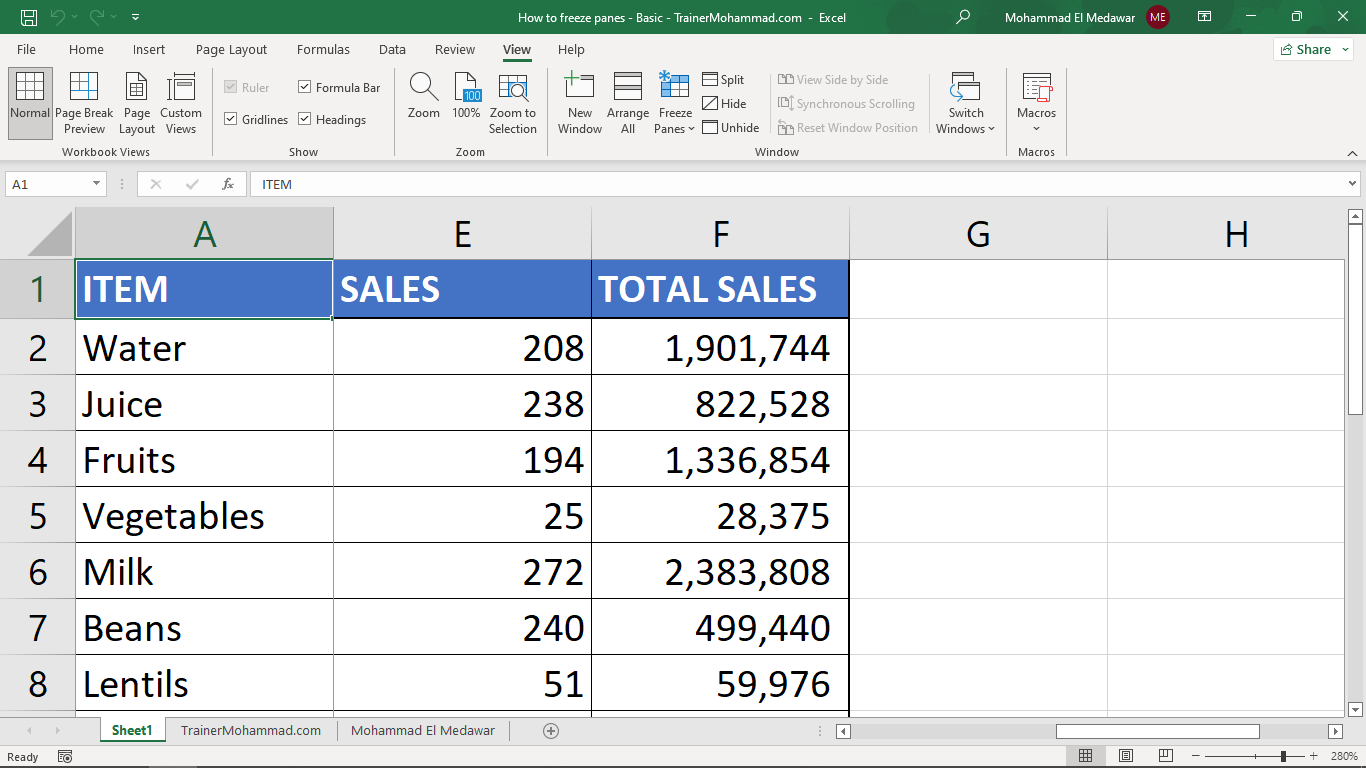 How to freeze panes - Basic - TrainerMohammad.com - Excel
Mohammad El Medawar ME
File Home Insert Page Layout Formulas Data Review View Help Share
Normal
Page Break Preview
Page Layout
Custom Views
Workbook Views
Ruler
Formula Bar
Gridlines
Headings
Show
Zoom
100
100%
Zoom to Selection
Zoom
New Window
Arrange All
Freeze Panes
Split
Hide
Unhide
View Side by Side
Synchronous Scrolling
Reset Window Position
Switch Windows
Window
Macros
Macros
A1 fx ITEM
A E F G H
1 ITEM SALES TOTAL SALES
2 Water 208 1,901,744
3 Juice 238 822,528
4 Fruits 194 1,336,854
5 Vegetables 25 28,375
6 Milk 272 2,383,808
7 Beans 240 499,440
8 Lentils 51 59,976
Sheet1 TrainerMohammad.com Mohammad El Medawar
Ready 280%